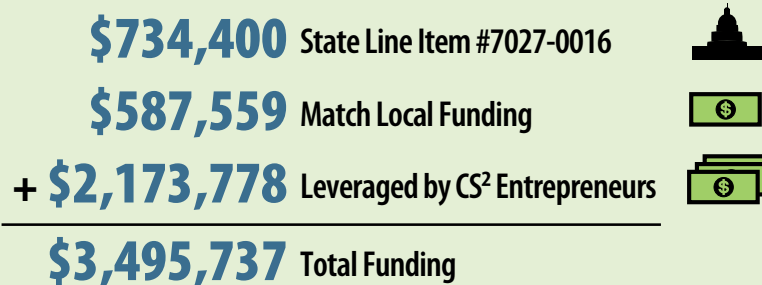 $734,400 State Line Item #7027-0016
$587,559 Match Local Funding
+ $2,173,778 Leveraged by CS² Entrepreneurs
$3,495,737 Total Funding